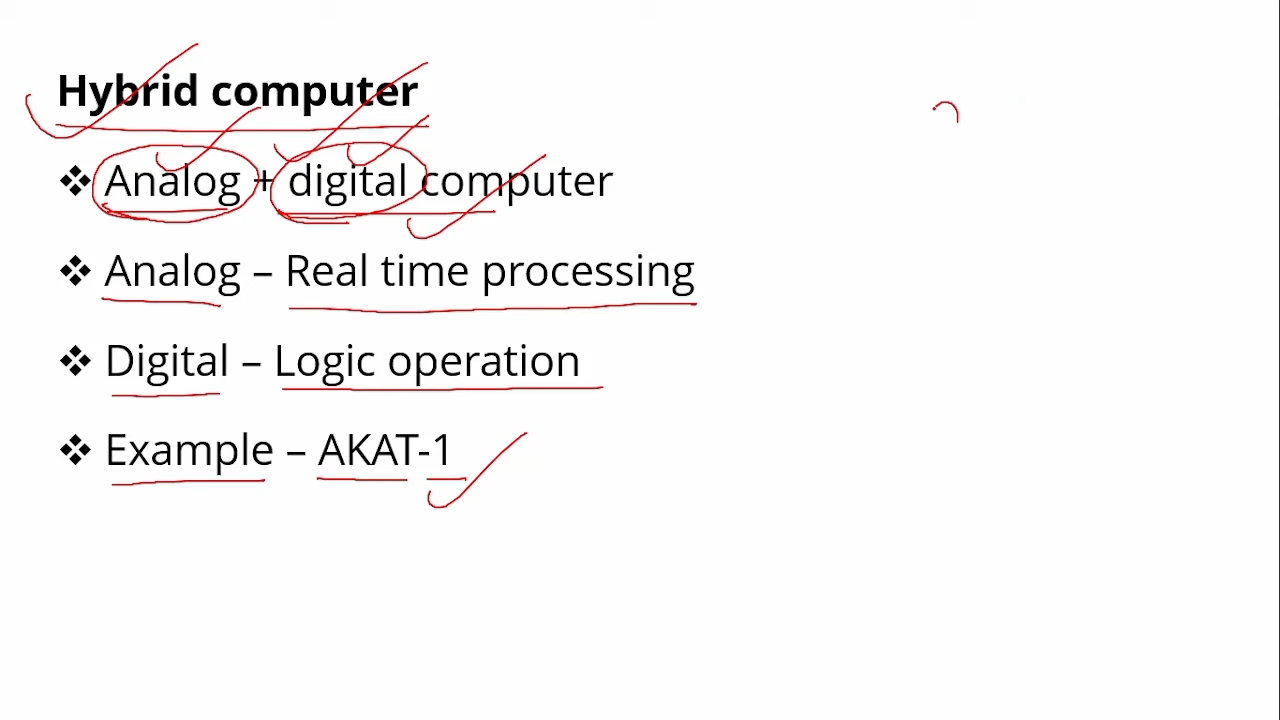 Hybrid computer
❖ Analog + digital computer
❖ Analog – Real time processing
❖ Digital – Logic operation
❖ Example – AKAT-1